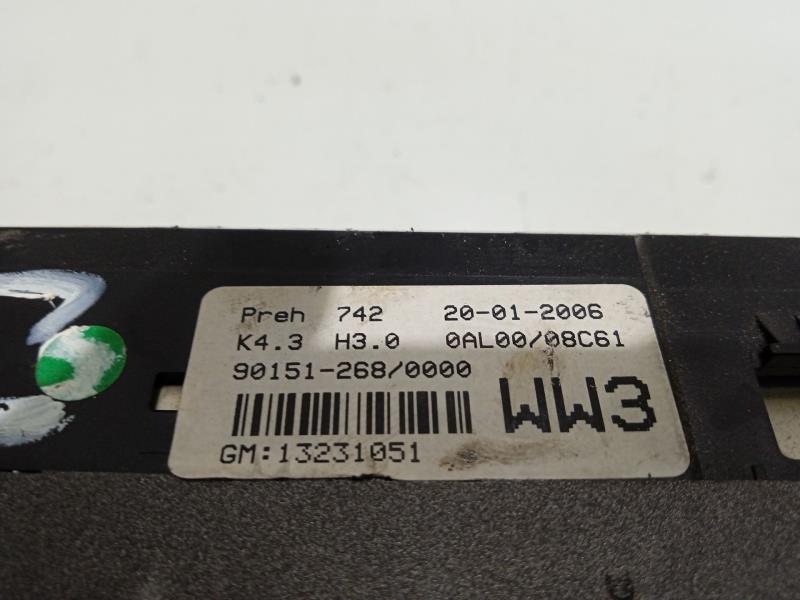 Preh 742 20-01-2006
K4.3 H3.0 0AL00/08C61
90151-268/0000
WW3
GM:13231051